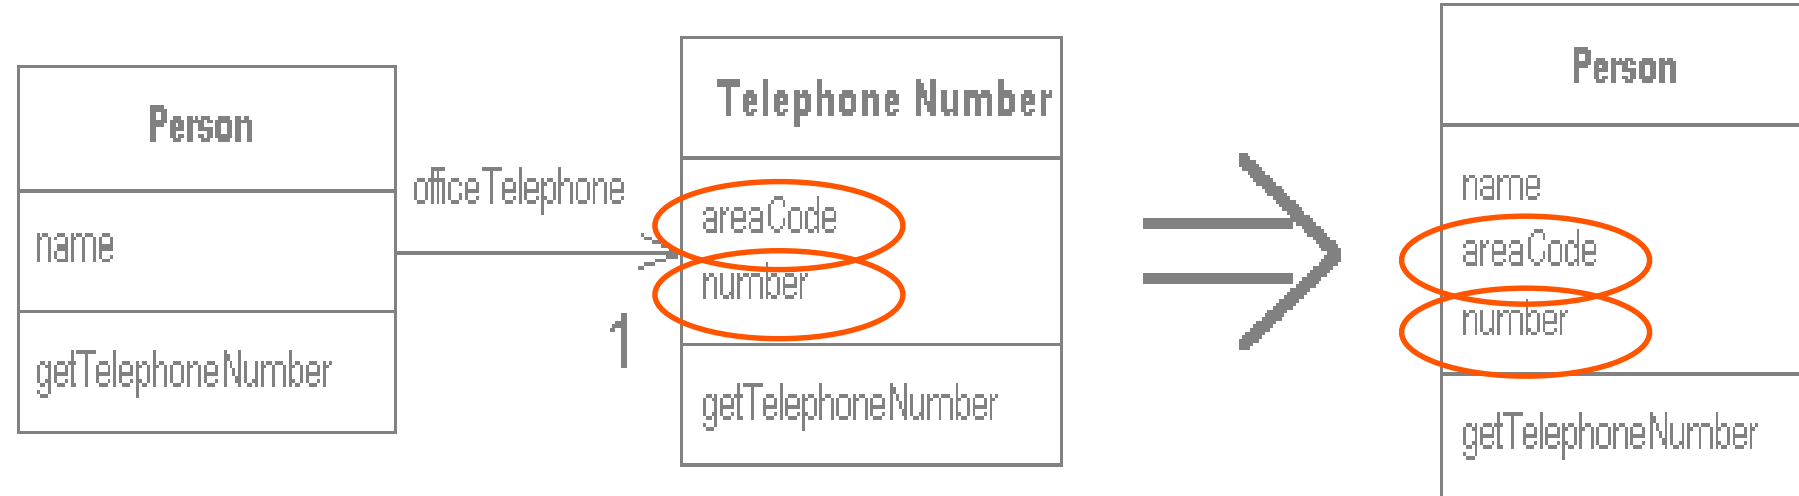 Person
name
getTelephoneNumber
officeTelephone
1
Telephone Number
areaCode
number
getTelephoneNumber
Person
name
areaCode
number
getTelephoneNumber